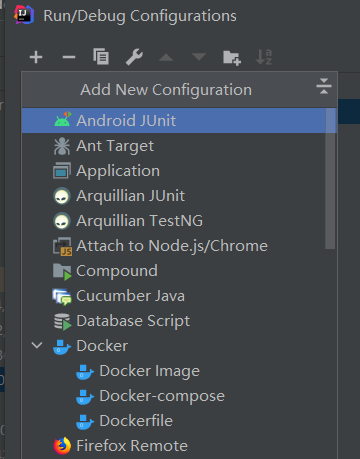 Run/Debug Configurations
Add New Configuration
Android JUnit
Ant Target
Application
Arquillian JUnit
Arquillian TestNG
Attach to Node.js/Chrome
Compound
Cucumber Java
Database Script
Docker
Docker Image
Docker-compose
Dockerfile
Firefox Remote